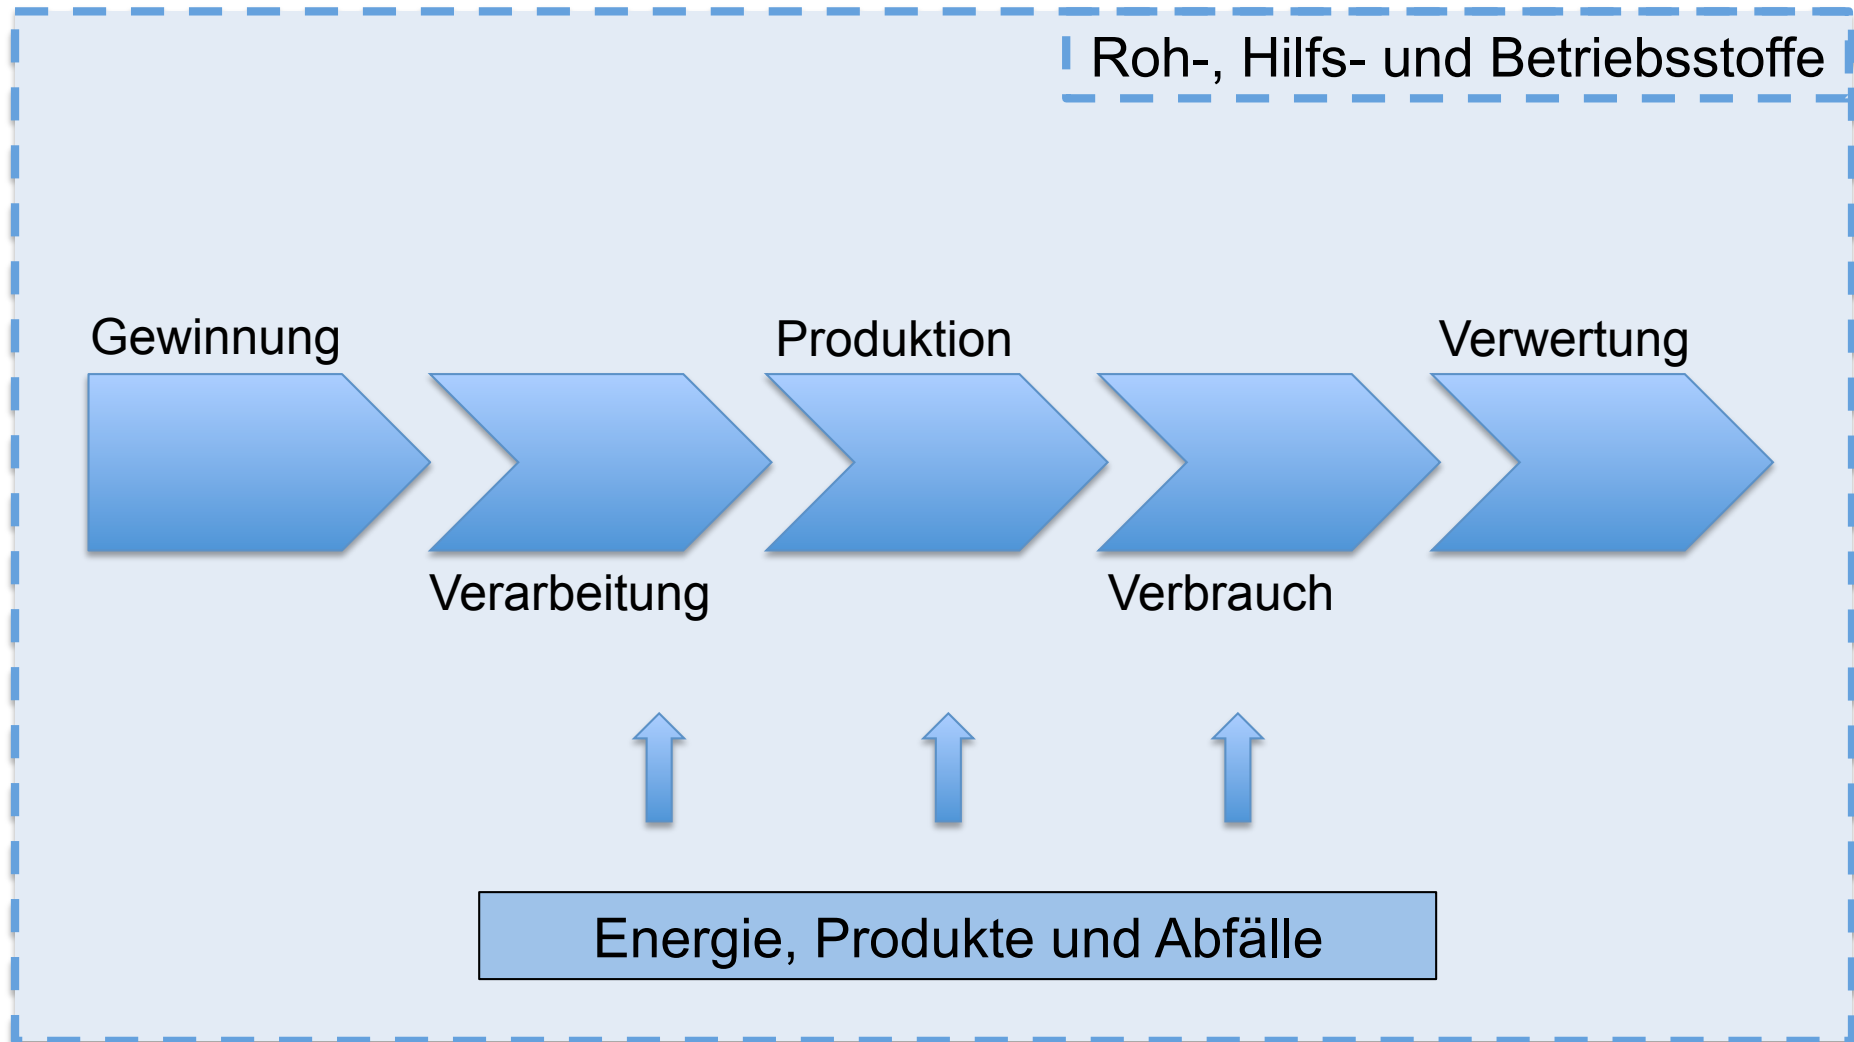 Roh-, Hilfs- und Betriebsstoffe
Gewinnung
Produktion
Verwertung
Verarbeitung
Verbrauch
Energie, Produkte und Abfälle